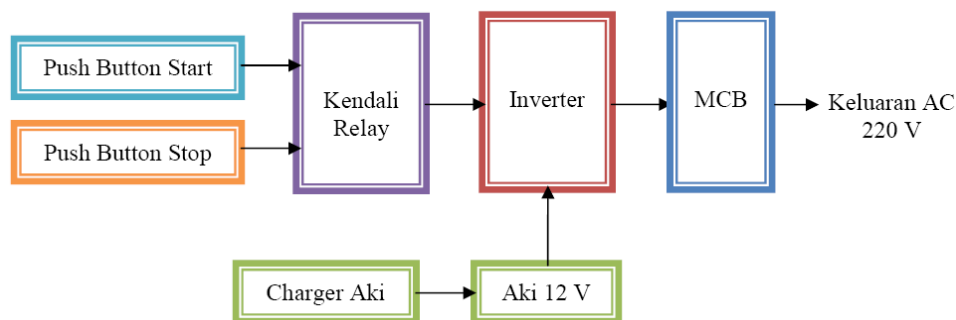 Push Button Start
Push Button Stop
Kendali
Relay
Inverter
MCB
Keluaran AC
220 V
Charger Aki
Aki 12 V